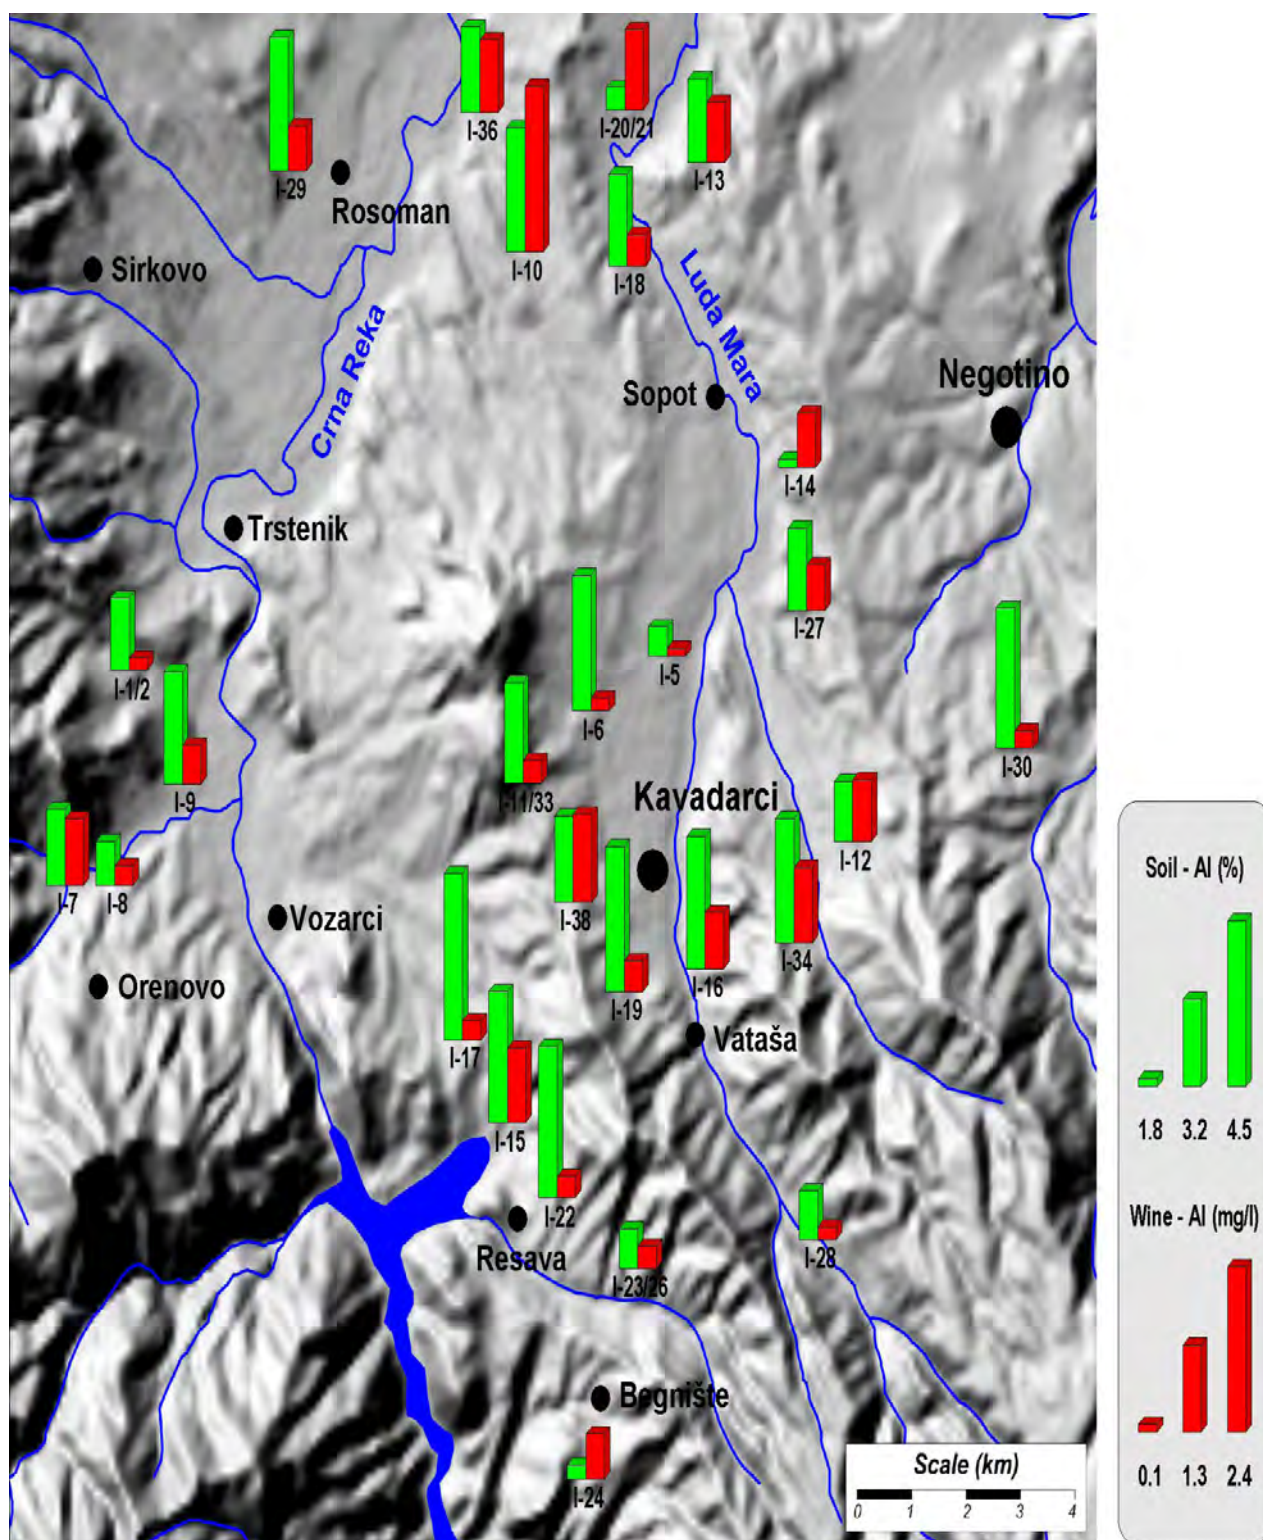 I-36
I-20/21
I-13
I-29
Rosoman
I-10
I-18
Sirkovo
Luda Mara
Crna Reka
Negotino
Sopot
I-14
Trstenik
I-27
I-5
I-1/2
I-6
I-30
I-9
I-11/33
Kavadarci
I-12
I-7
I-8
I-38
Vozarci
I-34
I-16
Orenovo
I-19
Vataša
I-17
I-15
I-22
Resava
I-28
I-23/26
Begnište
I-24
Scale (km)
0 1 2 3 4
Soil - Al (%)
1.8 3.2 4.5
Wine - Al (mg/l)
0.1 1.3 2.4